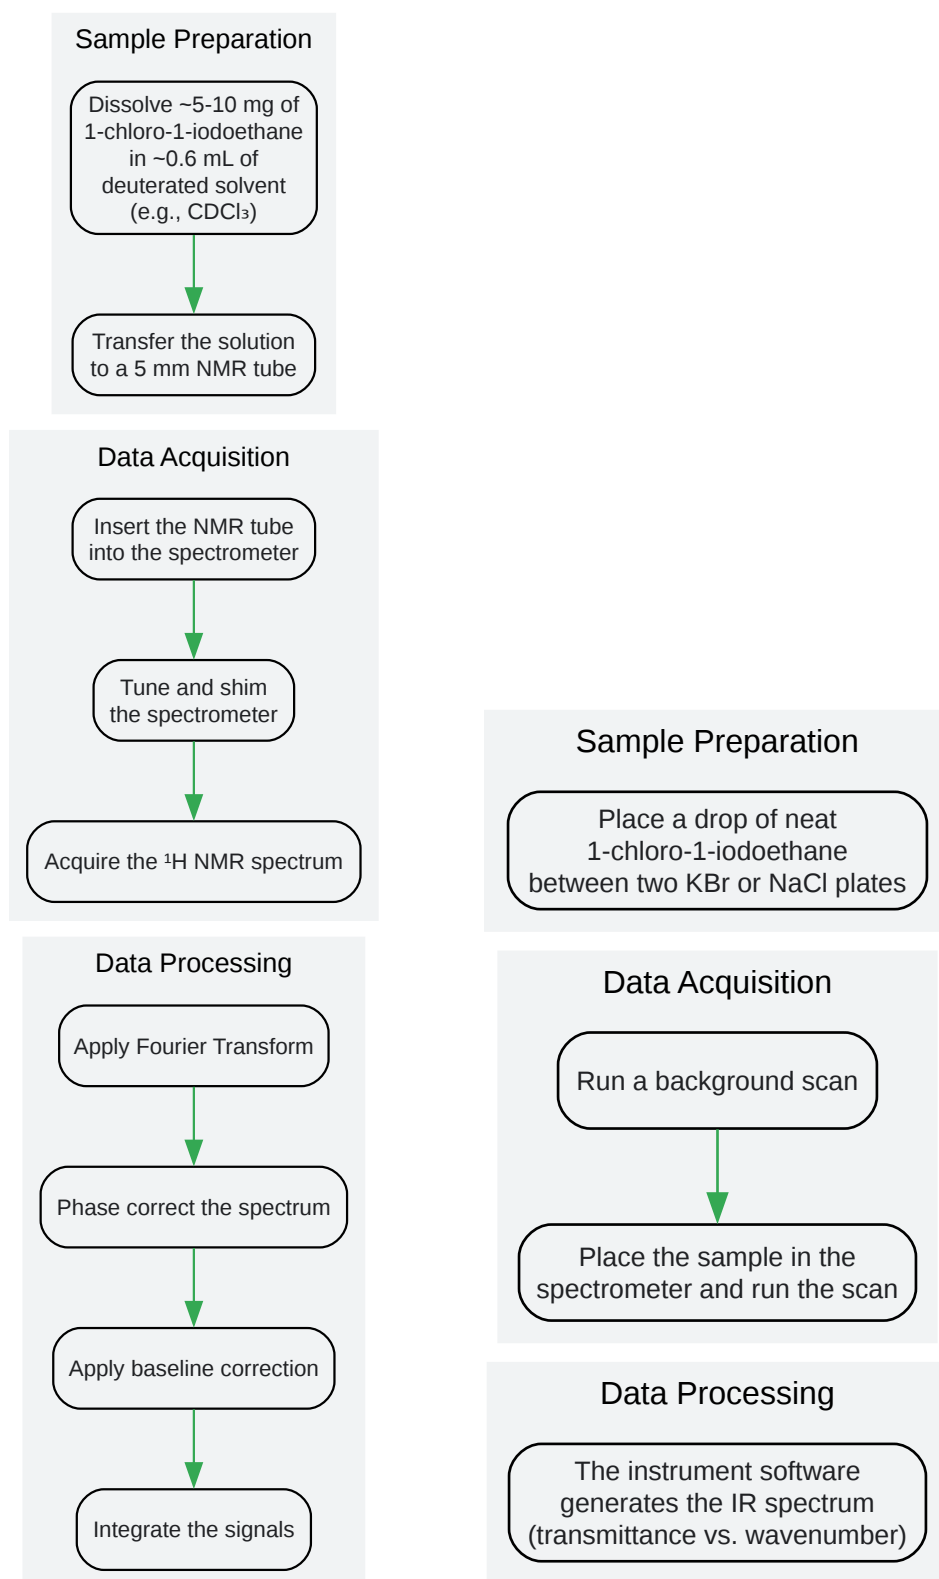 Sample Preparation
Dissolve ~5-10 mg of
1-chloro-1-iodoethane
in ~0.6 mL of
deuterated solvent
(e.g., CDCl₃)
Transfer the solution
to a 5 mm NMR tube
Data Acquisition
Insert the NMR tube
into the spectrometer
Tune and shim
the spectrometer
Acquire the ¹H NMR spectrum
Data Processing
Apply Fourier Transform
Phase correct the spectrum
Apply baseline correction
Integrate the signals
Sample Preparation
Place a drop of neat
1-chloro-1-iodoethane
between two KBr or NaCl plates
Data Acquisition
Run a background scan
Place the sample in the
spectrometer and run the scan
Data Processing
The instrument software
generates the IR spectrum
(transmittance vs. wavenumber)